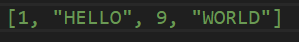 [1, "HELLO", 9, "WORLD"]